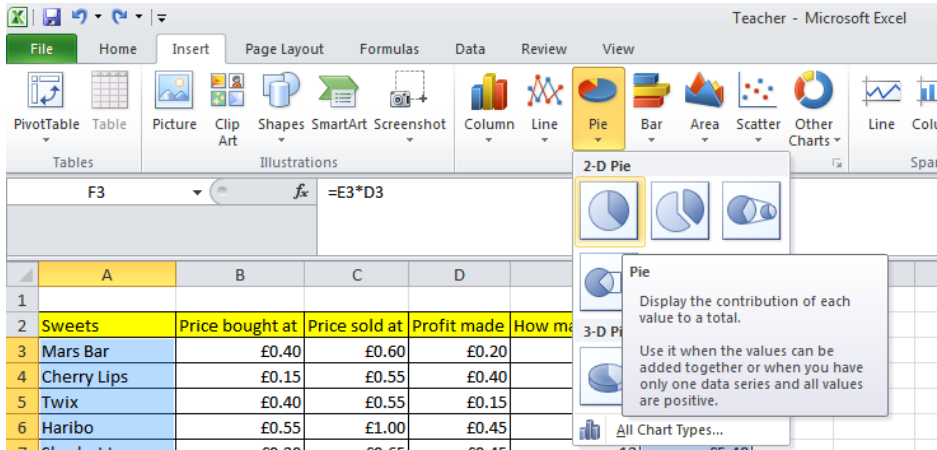 Teacher - Microsoft Excel
File Home Insert Page Layout Formulas Data Review View
PivotTable Table Picture Clip Art Shapes SmartArt Screenshot Column Line Pie Bar Area Scatter Other Charts Line
Tables Illustrations
2-D Pie
F3 fx =E3*D3
Pie
Display the contribution of each
value to a total.
Use it when the values can be
added together or when you have
only one data series and all values
are positive.
3-D
All Chart Types...
A B C D
1
2 Sweets Price bought at Price sold at Profit made How
3 Mars Bar £0.40 £0.60 £0.20
4 Cherry Lips £0.15 £0.55 £0.40
5 Twix £0.40 £0.55 £0.15
6 Haribo £0.55 £1.00 £0.45